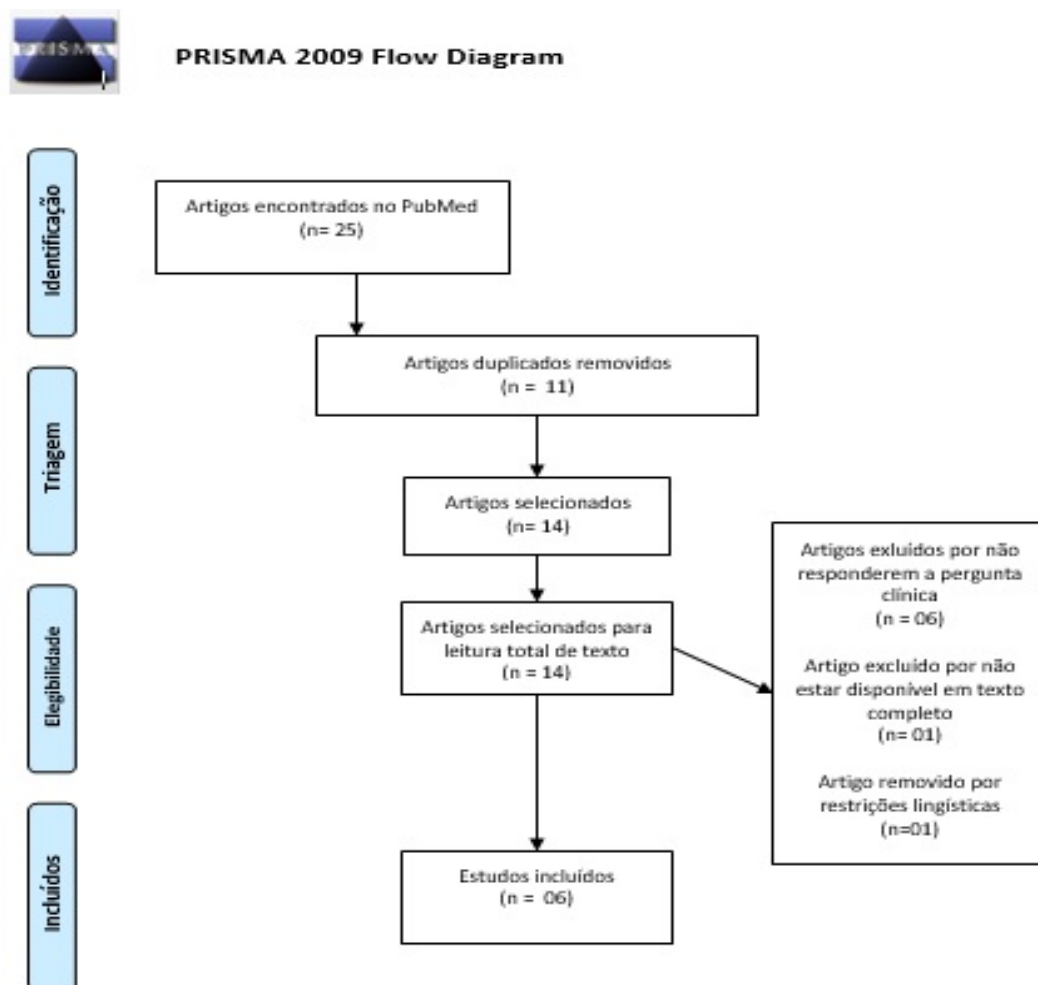 PRISMA
PRISMA 2009 Flow Diagram
Identificação
Artigos encontrados no PubMed
(n= 25)
Artigos duplicados removidos
(n = 11)
Triagem
Artigos selecionados
(n= 14)
Elegibilidade
Artigos selecionados para
leitura total de texto
(n = 14)
Artigos exluídos por não
responderem a pergunta
clínica
(n = 06)
Artigo excluído por não
estar disponível em texto
completo
(n= 01)
Artigo removido por
restrições lingísticas
(n=01)
Incluídos
Estudos incluídos
(n = 06)